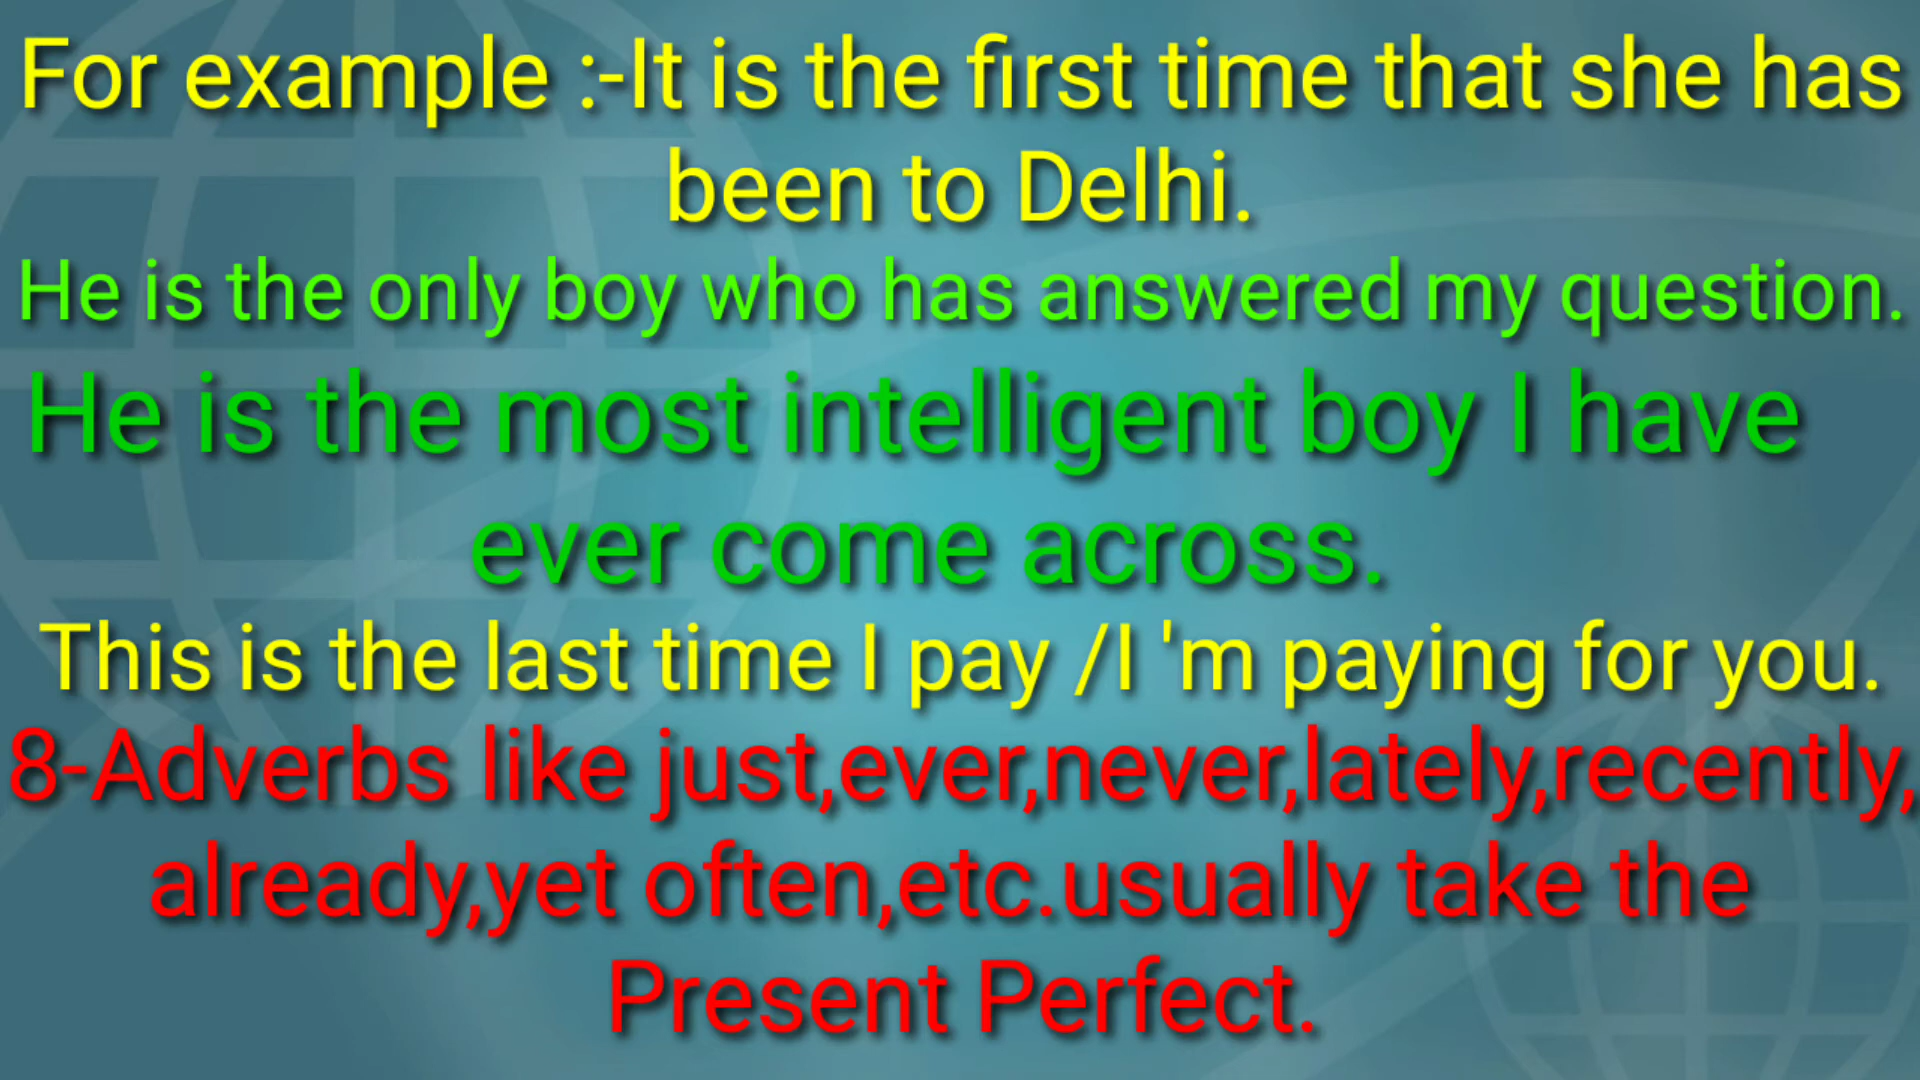 For example :-It is the first time that she has
been to Delhi.
He is the only boy who has answered my question.
He is the most intelligent boy I have
ever come across.
This is the last time I pay /I 'm paying for you.
8-Adverbs like just,ever,never,lately,recently,
already,yet often,etc.usually take the
Present Perfect.